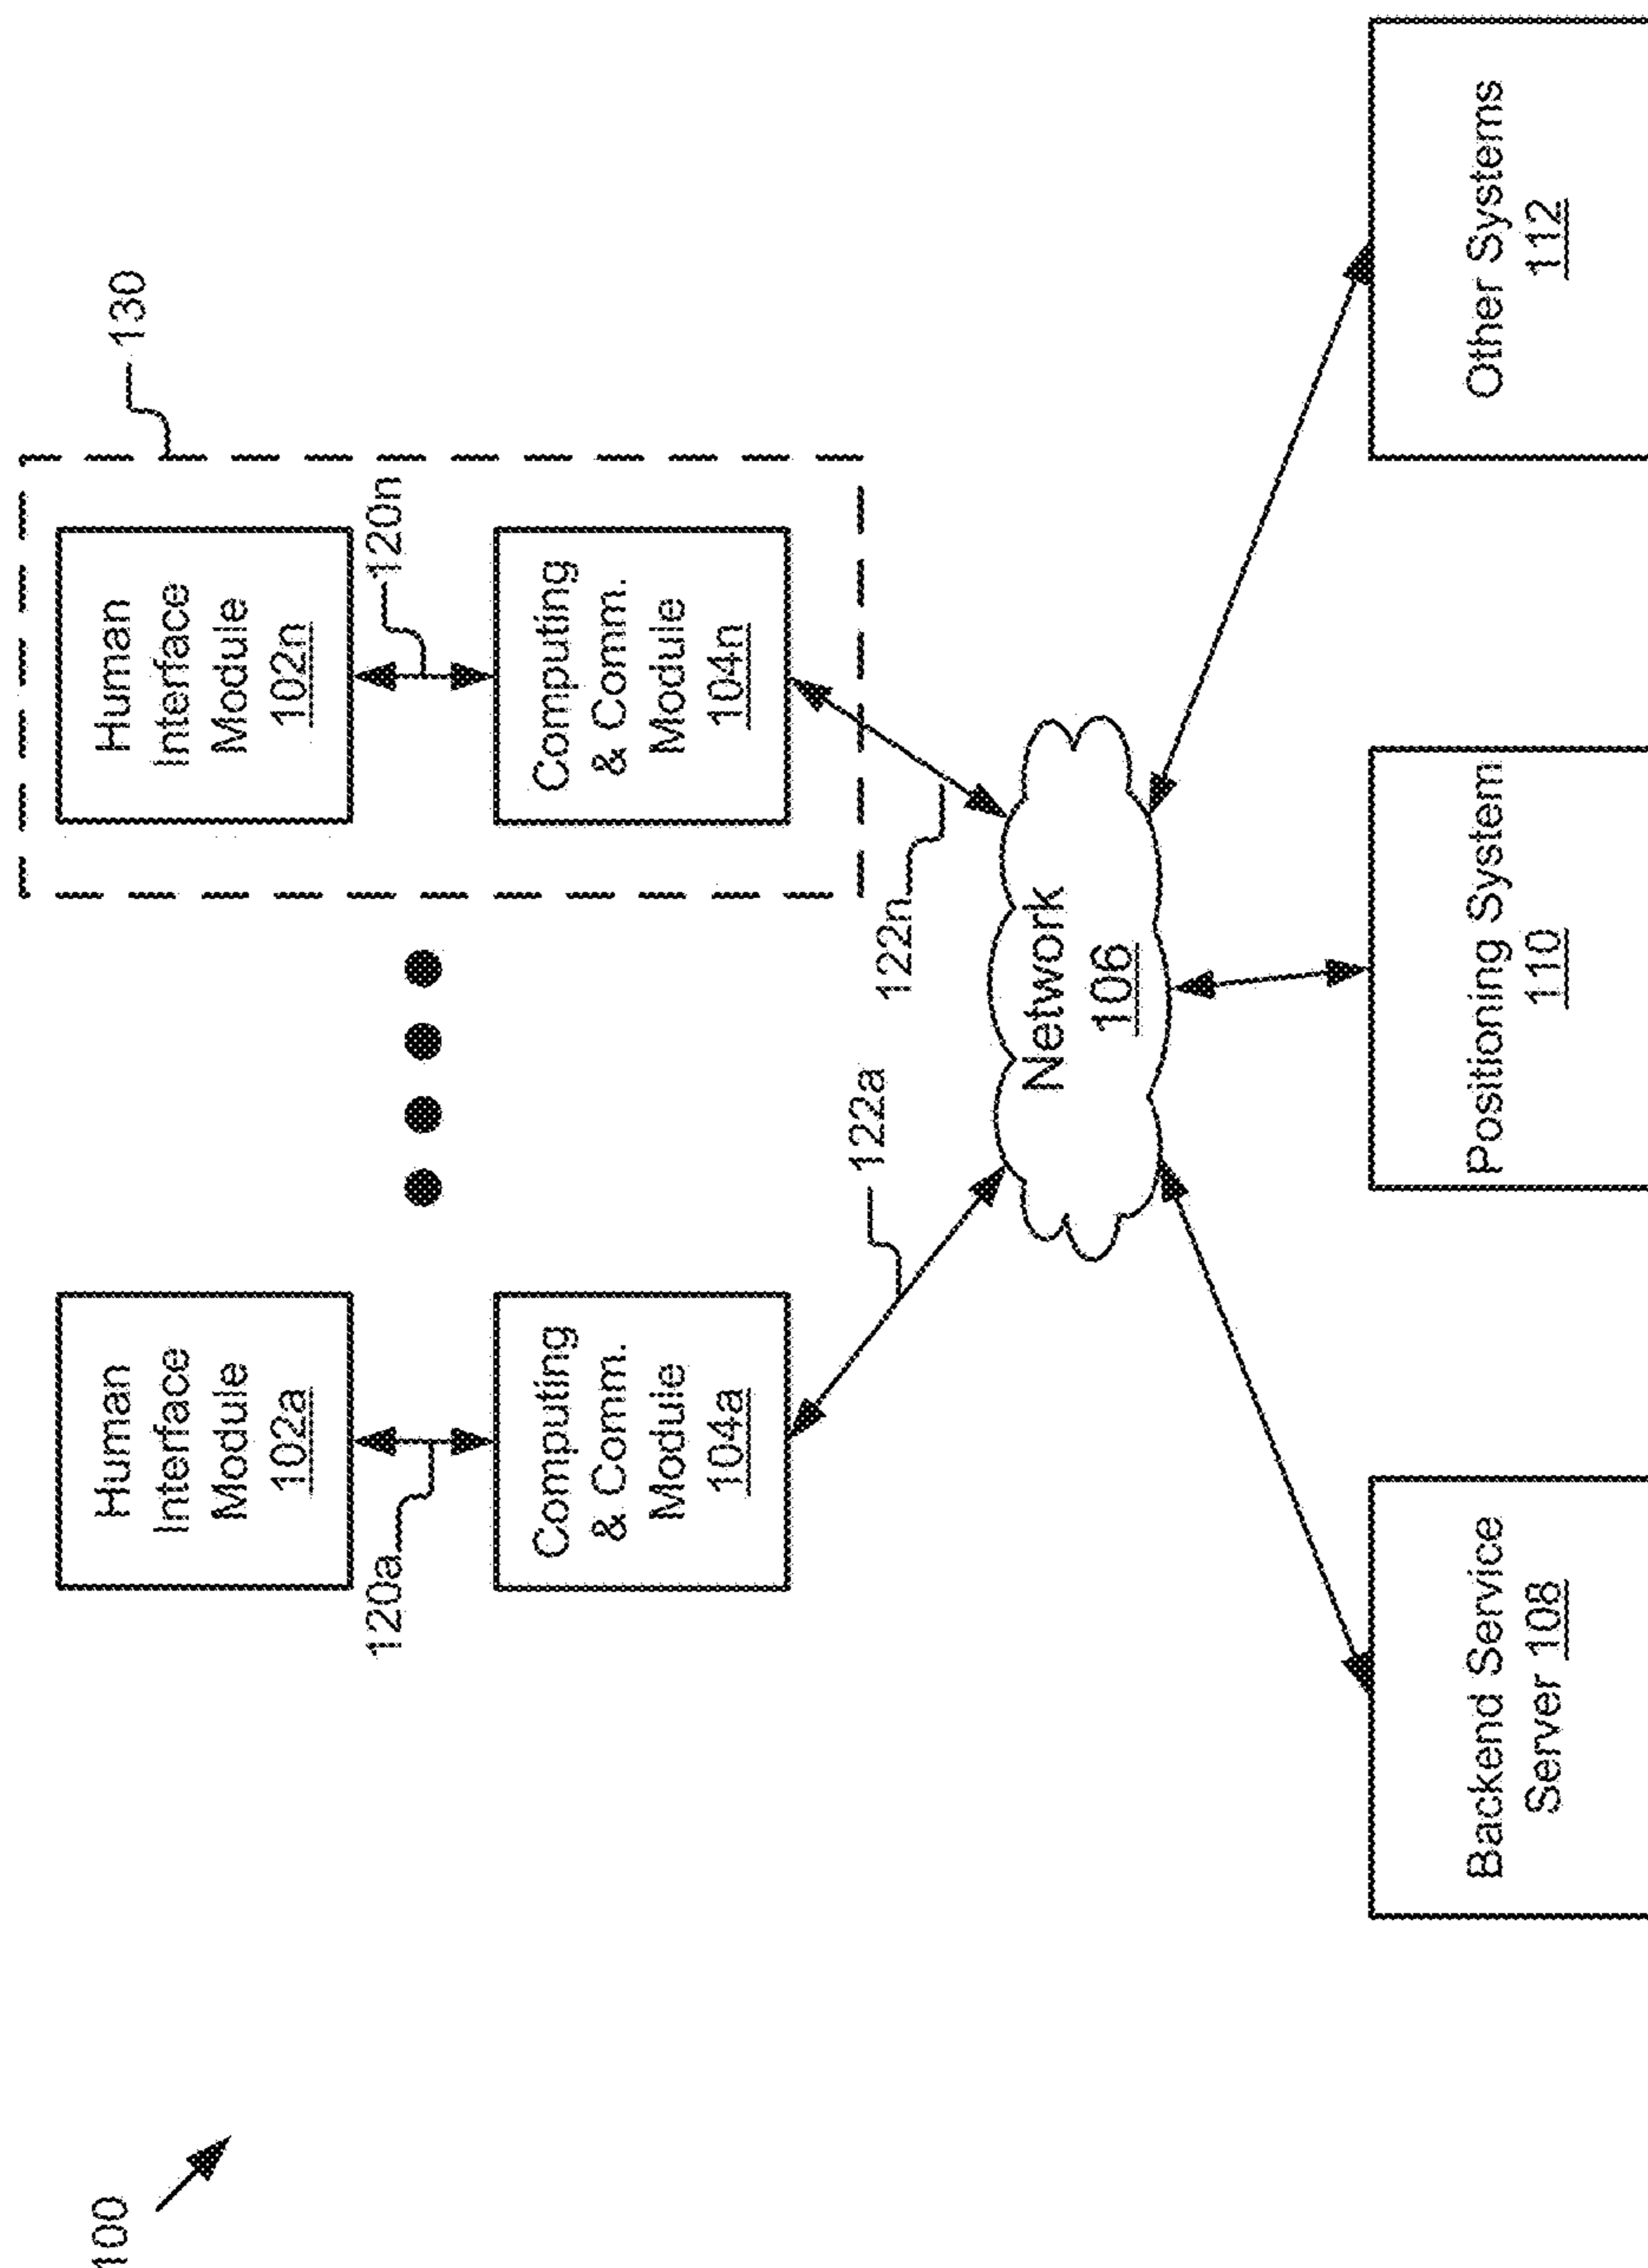 100
Human
Interface
Module
102a
120a
Computing
& Comm.
Module
104a
122a
Human
Interface
Module
102n
120n
Computing
& Comm.
Module
104n
130
122n
Network
106
Backend Service
Server 108
Positioning System
110
Other Systems
112